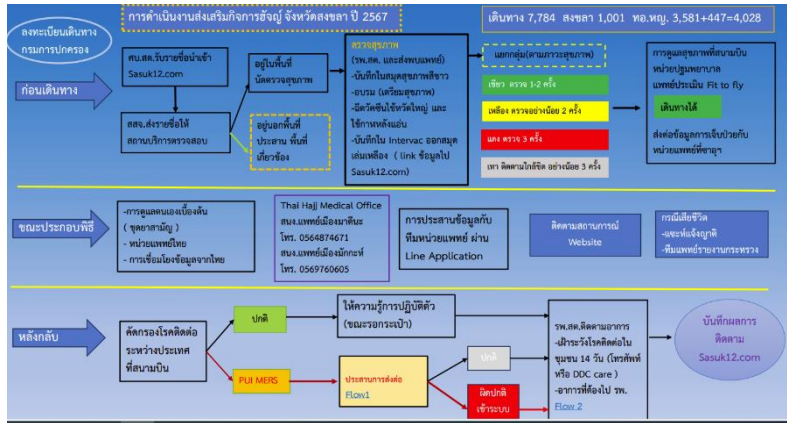 ลงทะเบียนเดินทาง
กรมการปกครอง
การดำเนินงานส่งเสริมกิจการฮัจญ์ จังหวัดสงขลา ปี 2567
เดินทาง 7,784 สงขลา 1,001 ทอ.หญ. 3,581+447=4,028
ก่อนเดินทาง
ศบ.สต.รับรายชื่อนำเข้า
Sasuk12.com
สสจ.ส่งรายชื่อให้
สถานบริการตรวจสอบ
อยู่ในพื้นที่
นัดตรวจสุขภาพ
อยู่นอกพื้นที่
ประสาน พื้นที่
เกี่ยวข้อง
ตรวจสุขภาพ
(รพ.สต. และส่งพบแพทย์)
-บันทึกในสมุดสุขภาพสีขาว
-อบรม (เตรียมสุขภาพ)
-ฉีดวัคซีนไข้หวัดใหญ่ และ
ไข้กาฬหลังแอ่น
-บันทึกใน Intervac ออกสมุด
เล่มเหลือง ( link ข้อมูลไป
Sasuk12.com)
แยกกลุ่ม(ตามภาวะสุขภาพ)
เขียว ตรวจ 1-2 ครั้ง
เหลือง ตรวจอย่างน้อย 2 ครั้ง
แดง ตรวจ 3 ครั้ง
เทา ติดตามใกล้ชิด อย่างน้อย 3 ครั้ง
การดูแลสุขภาพที่สนามบิน
หน่วยปฐมพยาบาล
แพทย์ประเมิน Fit to fly
เดินทางได้
ส่งต่อข้อมูลการเจ็บป่วยกับ
หน่วยแพทย์ที่ซาอุฯ
ขณะประกอบพิธี
-การดูแลตนเองเบื้องต้น
( ชุดยาสามัญ )
- หน่วยแพทย์ไทย
- การเชื่อมโยงข้อมูลจากไทย
Thai Hajj Medical Office
สนง.แพทย์เมืองมาดีนะ
โทร. 0564874671
สนง.แพทย์เมืองมักกะห์
โทร. 0569760605
การประสานข้อมูลกับ
ทีมหน่วยแพทย์ ผ่าน
Line Application
ติดตามสถานการณ์
Website
กรณีเสียชีวิต
-แซะห์แจ้งญาติ
-ทีมแพทย์รายงานกระทรวง
หลังกลับ
คัดกรองโรคติดต่อ
ระหว่างประเทศ
ที่สนามบิน
ปกติ
PUI MERS
ให้ความรู้การปฏิบัติตัว
(ขณะรอกระเป๋า)
ประสานการส่งต่อ
Flow1
ปกติ
ผิดปกติ
เข้าระบบ
รพ.สต.ติดตามอาการ
-เฝ้าระวังโรคติดต่อใน
ชุมชน 14 วัน (โทรศัพท์
หรือ DDC care )
-อาการที่ต้องไป รพ.
Flow 2
บันทึกผลการ
ติดตาม
Sasuk12.com